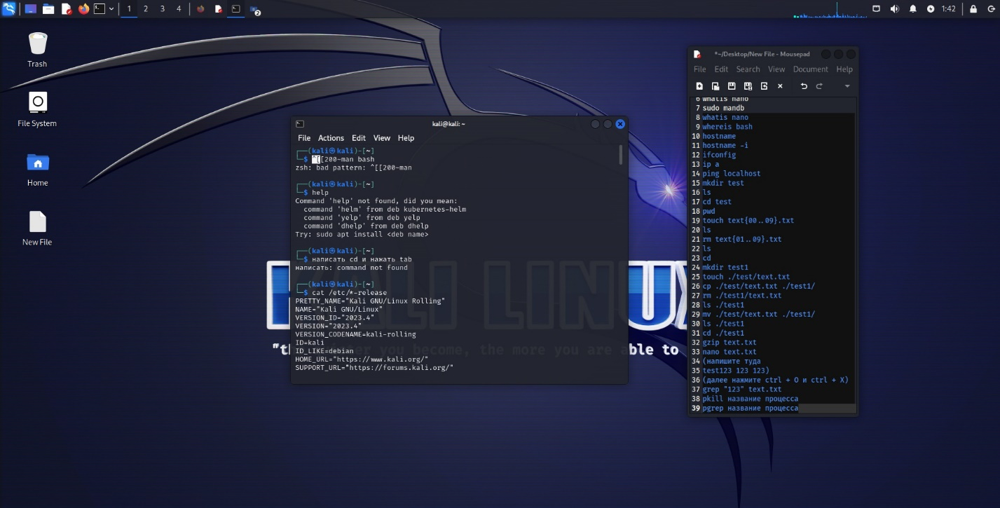 1 2 3 4
2
1:42
Trash
File System
Home
New File
kali@kali: ~
File Actions Edit View Help
┌──(kali㉿kali)-[~]
└─$ ^[[200~man bash
zsh: bad pattern: ^[[200~man
┌──(kali㉿kali)-[~]
└─$ help
Command 'help' not found, did you mean:
command 'helm' from deb kubernetes-helm
command 'yelp' from deb yelp
command 'dhelp' from deb dhelp
Try: sudo apt install <deb name>
┌──(kali㉿kali)-[~]
└─$ написать cd и нажать tab
написать: command not found
┌──(kali㉿kali)-[~]
└─$ cat /etc/*-release
PRETTY_NAME="Kali GNU/Linux Rolling"
NAME="Kali GNU/Linux"
VERSION_ID="2023.4"
VERSION="2023.4"
VERSION_CODENAME=kali-rolling
ID=kali
ID_LIKE=debian
HOME_URL="https://www.kali.org/"
SUPPORT_URL="https://forums.kali.org/"
KALI LINUX
you become, the more you are able to
*~/Desktop/New File - Mousepad
File Edit Search View Document Help
6 whatis nano
7 sudo mandb
8 whatis nano
9 whereis bash
10 hostname
11 hostname -i
12 ifconfig
13 ip a
14 ping localhost
15 mkdir test
16 ls
17 cd test
18 pwd
19 touch text{00..09}.txt
20 ls
21 rm text{01..09}.txt
22 ls
23 cd
24 mkdir test1
25 touch ./test/text.txt
26 cp ./test/text.txt ./test1/
27 rm ./test1/text.txt
28 ls ./test1
29 mv ./test/text.txt ./test1/
30 ls ./test1
31 cd ./test1
32 gzip text.txt
33 nano text.txt
34 (напишите туда
35 test123 123 123)
36 (далее нажмите ctrl + O и ctrl + X)
37 grep "123" text.txt
38 pkill название процесса
39 pgrep название процесса